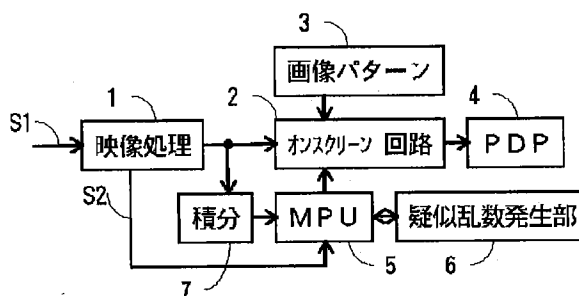 3
画像パターン
1
2
4
S1
映像処理
オンスクリーン 回路
PDP
S2
積分
MPU
疑似乱数発生部
7
5
6